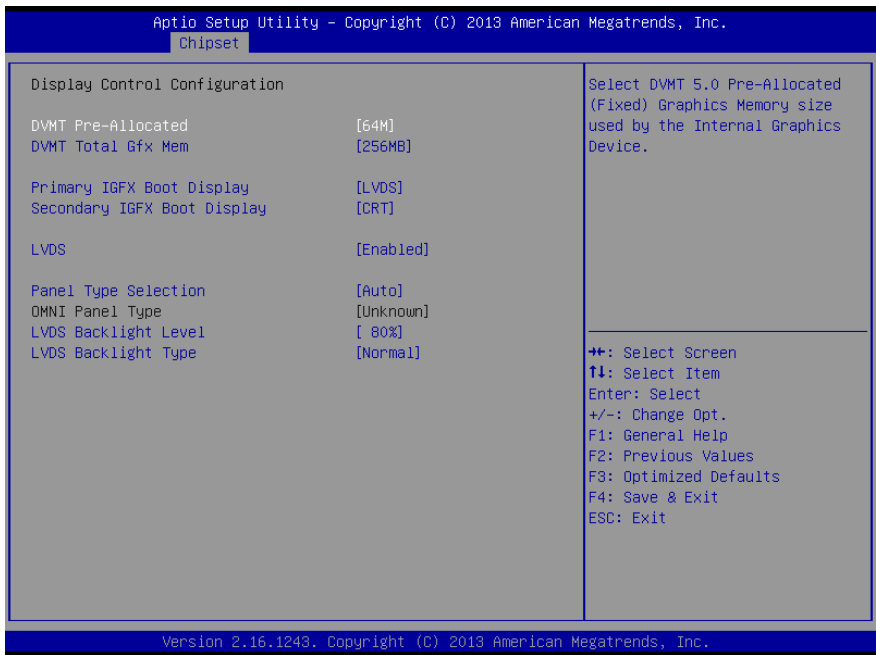 Aptio Setup Utility – Copyright (C) 2013 American Megatrends, Inc.
Chipset
Display Control Configuration
DVMT Pre-Allocated [64M]
DVMT Total Gfx Mem [256MB]
Primary IGFX Boot Display [LVDS]
Secondary IGFX Boot Display [CRT]
LVDS [Enabled]
Panel Type Selection [Auto]
OMNI Panel Type [Unknown]
LVDS Backlight Level [ 80%]
LVDS Backlight Type [Normal]
Select DVMT 5.0 Pre-Allocated
(Fixed) Graphics Memory size
used by the Internal Graphics
Device.
→←: Select Screen
↑↓: Select Item
Enter: Select
+/-: Change Opt.
F1: General Help
F2: Previous Values
F3: Optimized Defaults
F4: Save & Exit
ESC: Exit
Version 2.16.1243. Copyright (C) 2013 American Megatrends, Inc.